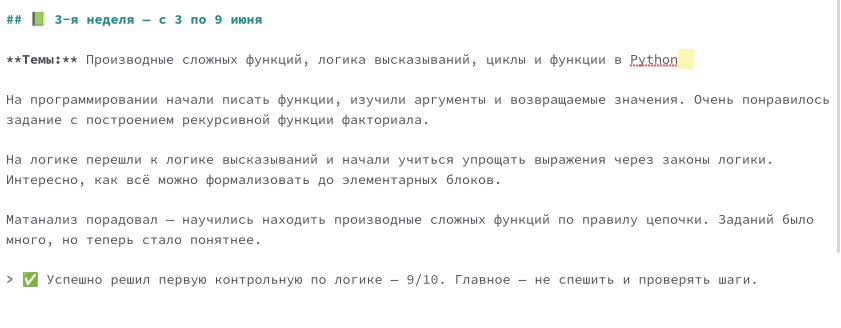 ## 📗 3-я неделя — с 3 по 9 июня
**Темы:** Производные сложных функций, логика высказываний, циклы и функции в Python
На программировании начали писать функции, изучили аргументы и возвращаемые значения. Очень понравилось
задание с построением рекурсивной функции факториала.
На логике перешли к логике высказываний и начали учиться упрощать выражения через законы логики.
Интересно, как всё можно формализовать до элементарных блоков.
Матанализ порадовал — научились находить производные сложных функций по правилу цепочки. Заданий было
много, но теперь стало понятнее.
> ✅ Успешно решил первую контрольную по логике — 9/10. Главное — не спешить и проверять шаги.